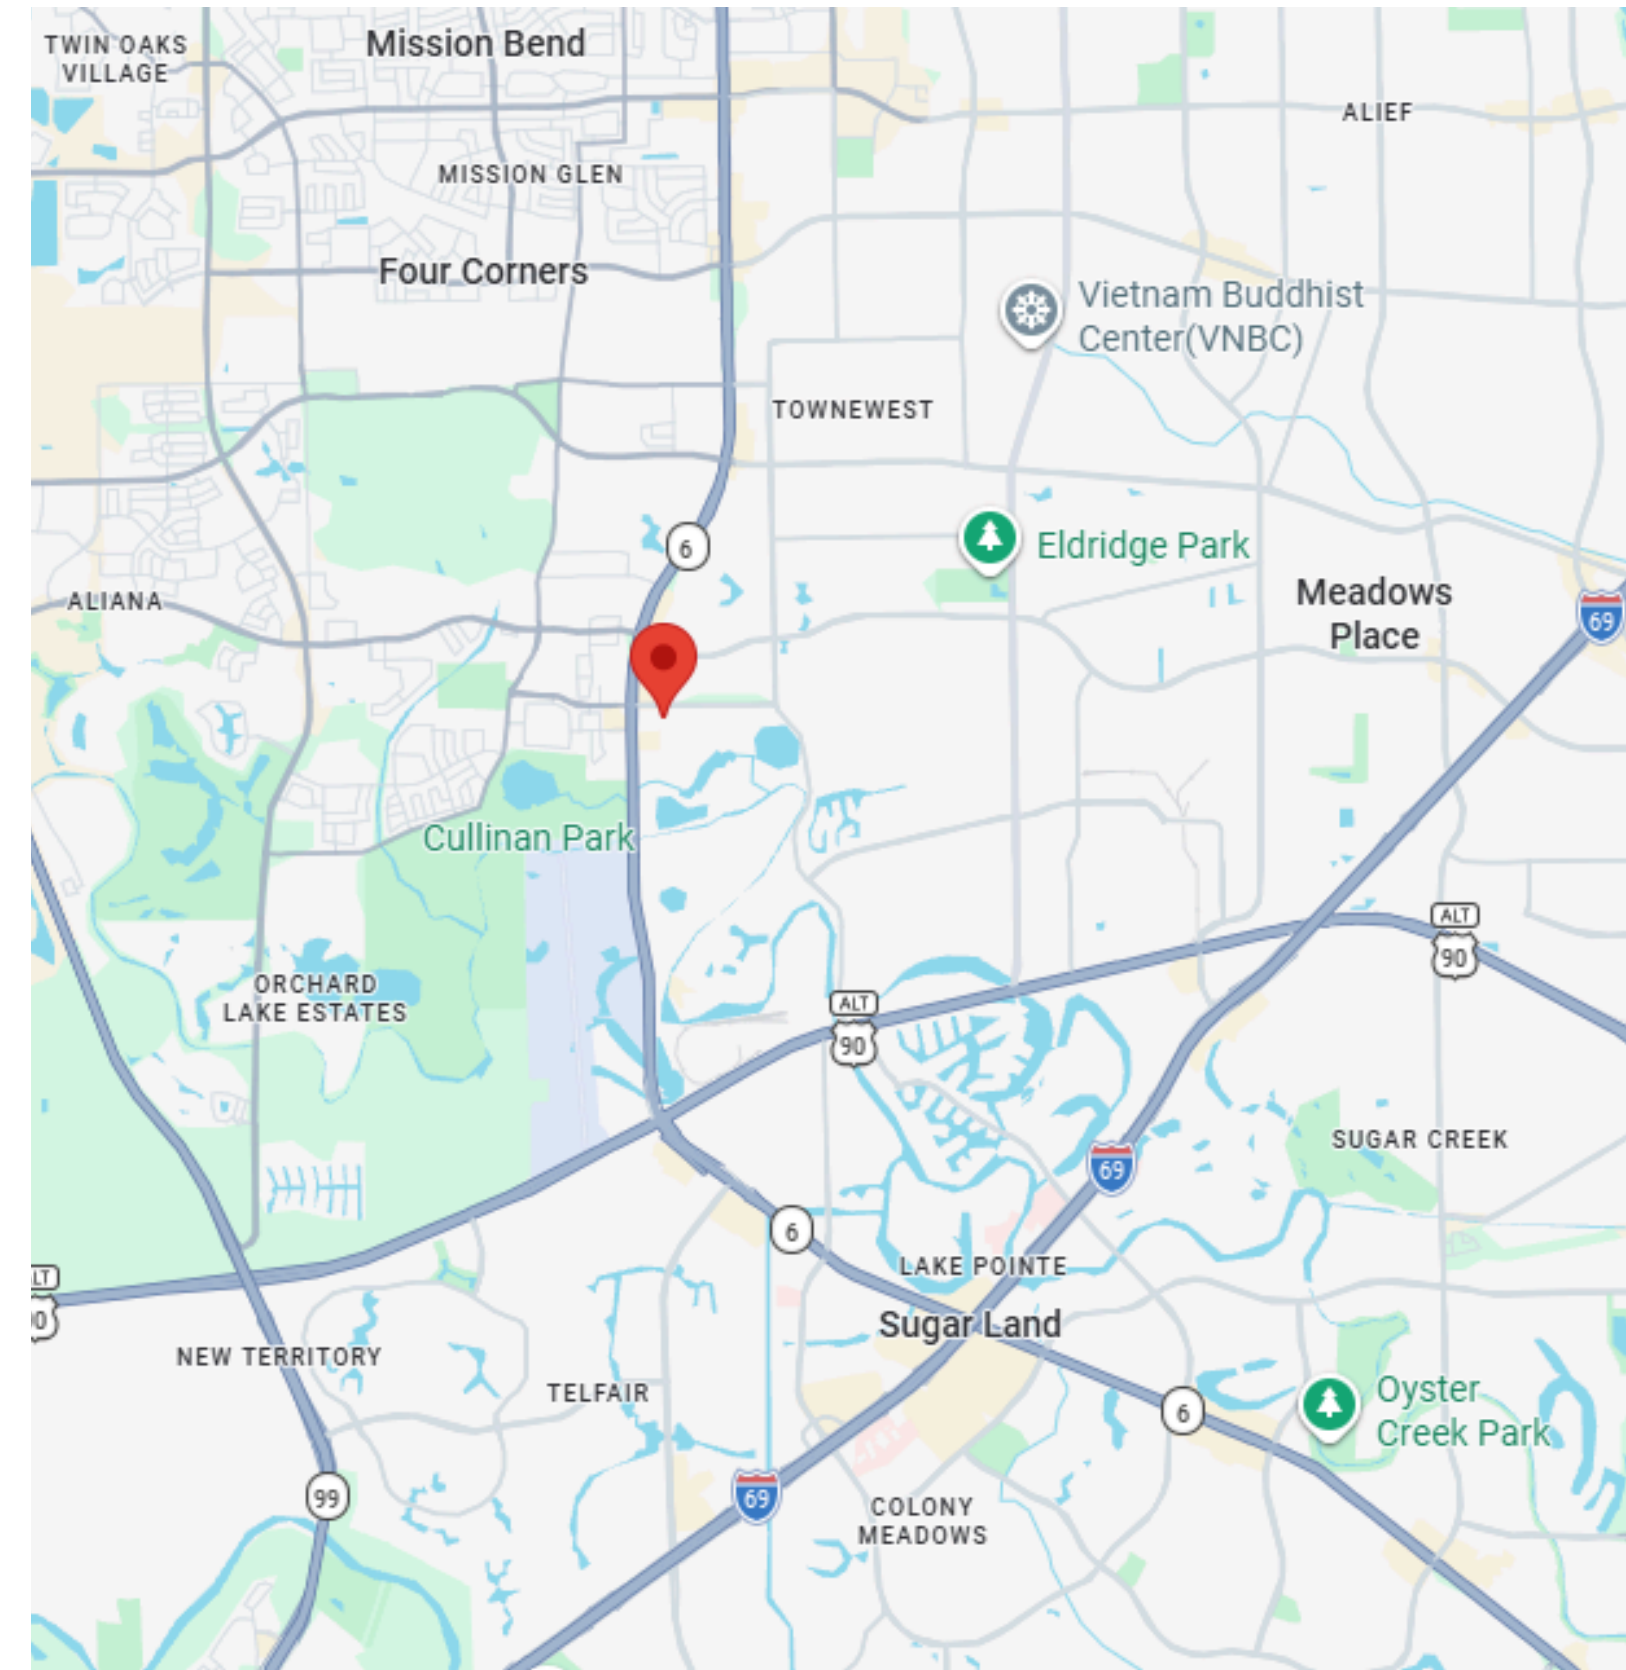 TWIN OAKS
VILLAGE
Mission Bend
ALIEF
MISSION GLEN
Four Corners
Vietnam Buddhist
Center(VNBC)
TOWNEWEST
6
Eldridge Park
ALIANA
Meadows
Place
69
Cullinan Park
ALT
90
ORCHARD
LAKE ESTATES
ALT
90
SUGAR CREEK
69
6
LAKE POINTE
LT
Sugar Land
NEW TERRITORY
TELFAIR
Oyster
Creek Park
6
99
69
COLONY
MEADOWS